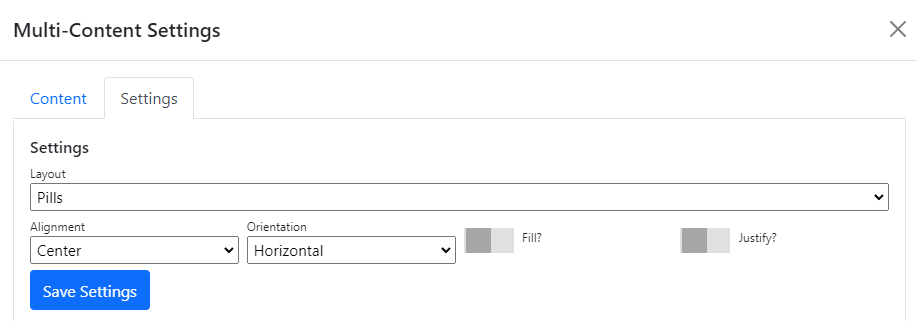 Multi-Content Settings
Content Settings
Settings
Layout
Pills
Alignment Orientation Fill? Justify?
Center Horizontal
Save Settings